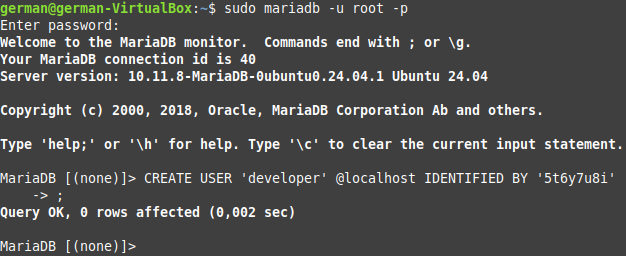 german@german-VirtualBox:~$ sudo mariadb -u root -p
Enter password:
Welcome to the MariaDB monitor.  Commands end with ; or \g.
Your MariaDB connection id is 40
Server version: 10.11.8-MariaDB-0ubuntu0.24.04.1 Ubuntu 24.04
Copyright (c) 2000, 2018, Oracle, MariaDB Corporation Ab and others.
Type 'help;' or '\h' for help. Type '\c' to clear the current input statement.
MariaDB [(none)]> CREATE USER 'developer' @localhost IDENTIFIED BY '5t6y7u8i'
    -> ;
Query OK, 0 rows affected (0,002 sec)
MariaDB [(none)]>